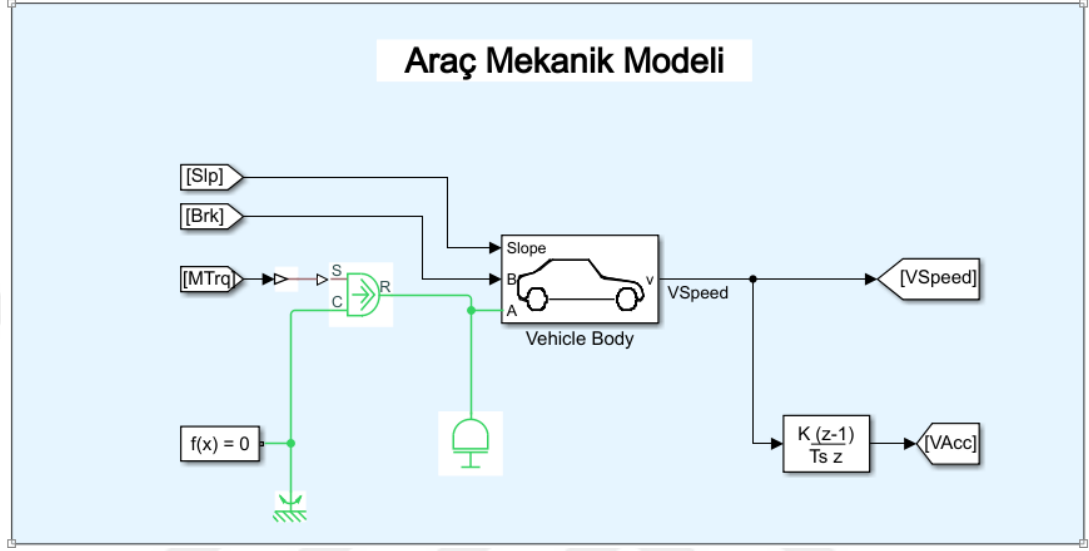 Araç Mekanik Modeli
[Slp]
[Brk]
[MTrq]
S
C
R
Slope
B
A
v
Vehicle Body
VSpeed
[VSpeed]
f(x) = 0
K (z-1)
Ts z
[VAcc]